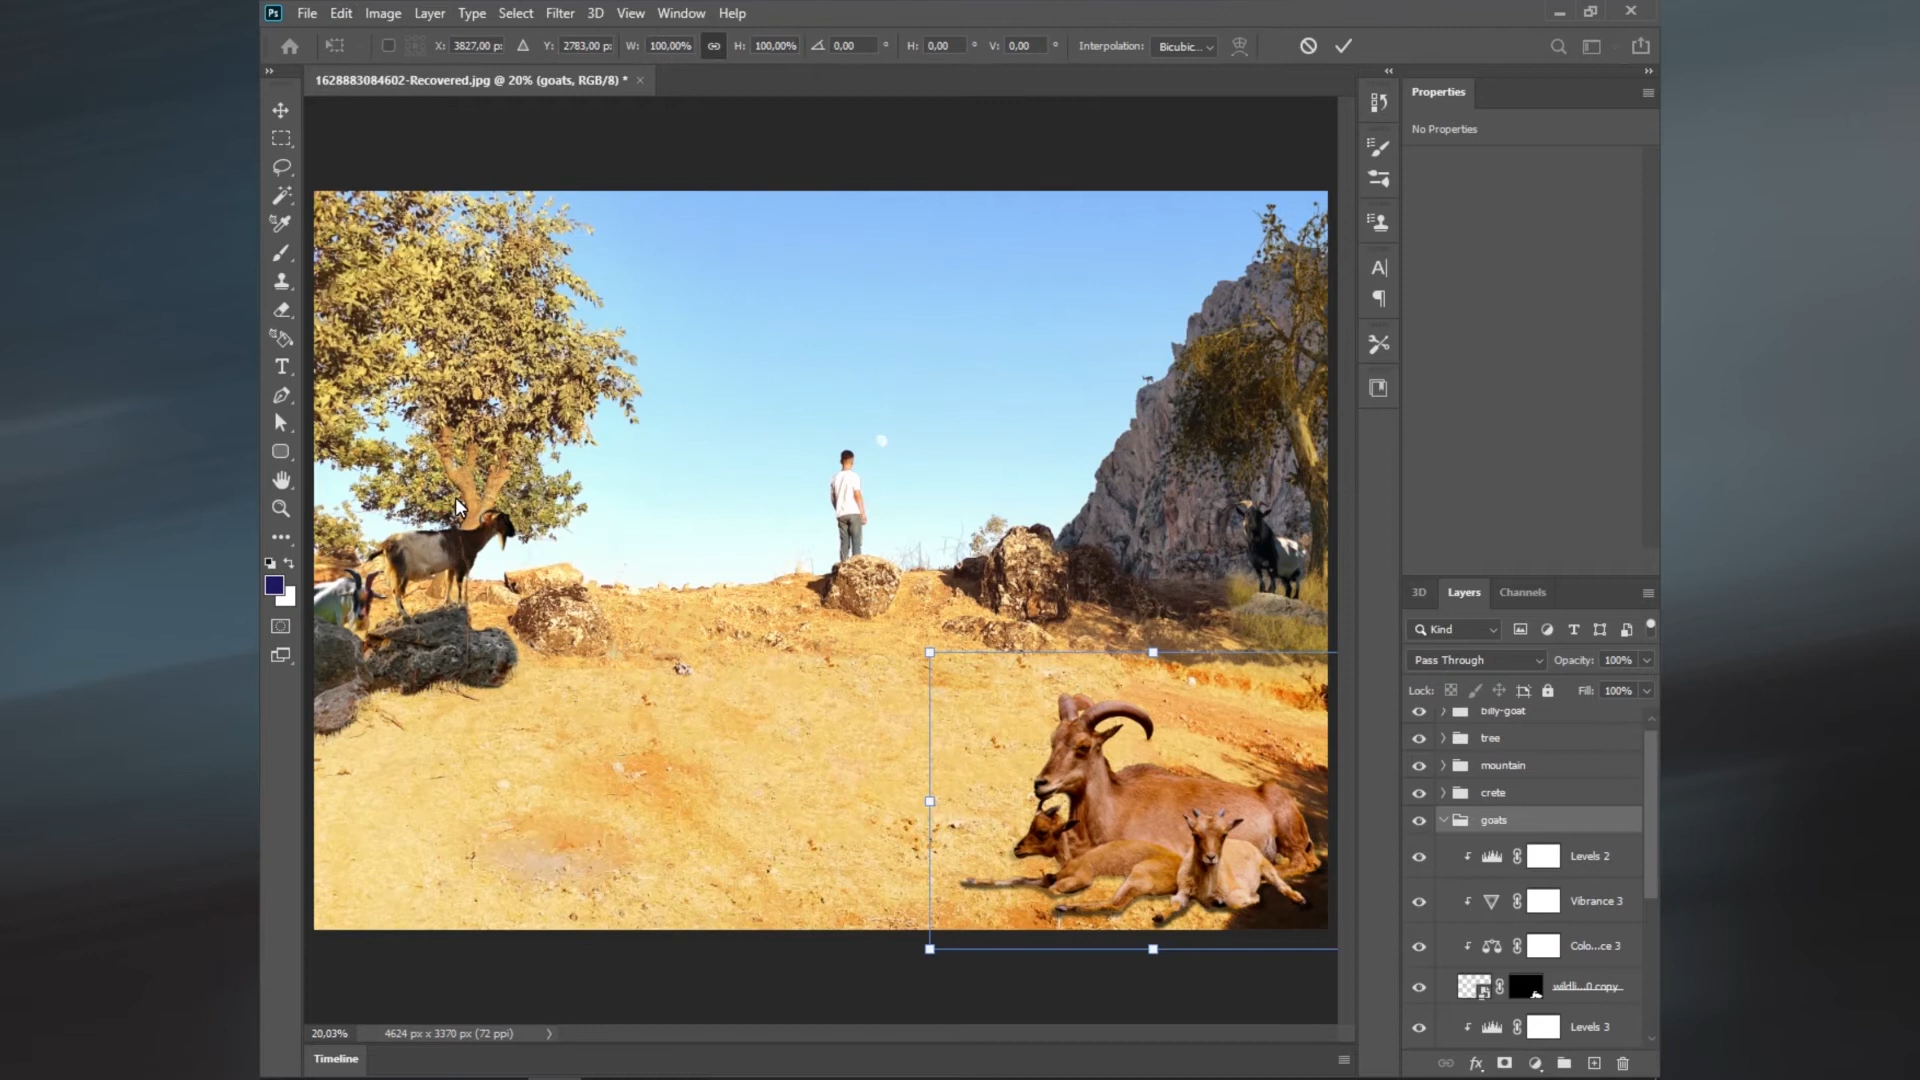 Ps File Edit Image Layer Type Select Filter 3D View Window Help
X: 3827,00 p: Y: 2783,00 p: W: 100,00% H: 100,00% 0,00 ° H: 0,00 ° V: 0,00 ° Interpolation: Bicubic...
1628883084602-Recovered.jpg @ 20% (goats, RGB/8) *
Properties
No Properties
3D Layers Channels
Kind
Pass Through Opacity: 100%
Lock: Fill: 100%
billy-goat
tree
mountain
crete
goats
Levels 2
Vibrance 3
Colo...ce 3
wildli...0 copy
Levels 3
20,03% 4624 px x 3370 px (72 ppi)
Timeline